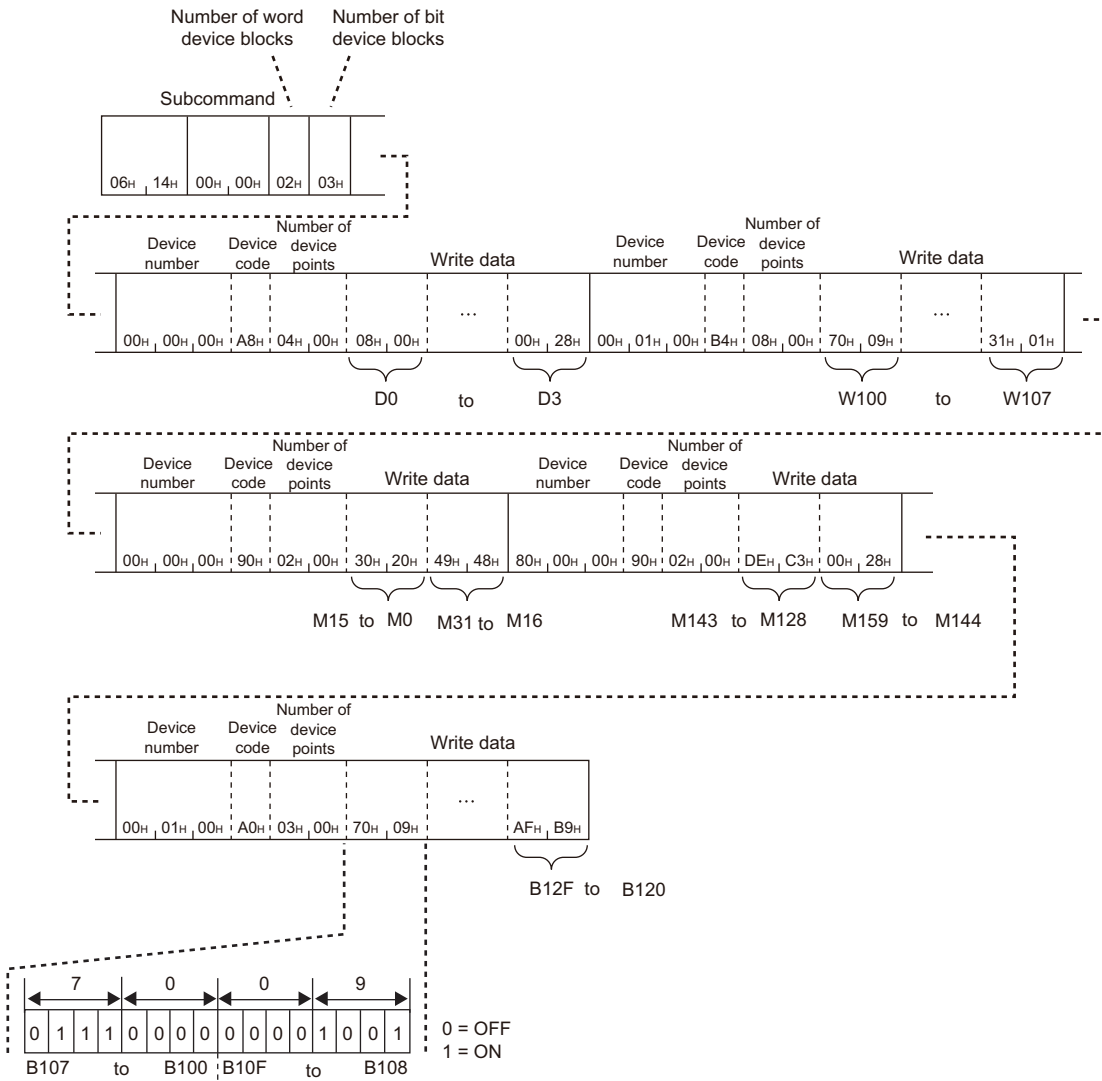 Number of word device blocks
Number of bit device blocks
Subcommand
06H 14H 00H 00H 02H 03H
Device number
Device code
Number of device points
Write data
Device number
Device code
Number of device points
Write data
00H 00H 00H A8H 04H 00H 08H 00H ... 00H 28H 00H 01H 00H B4H 08H 00H 70H 09H ... 31H 01H
D0 to D3 W100 to W107
Device number
Device code
Number of device points
Write data
Device number
Device code
Number of device points
Write data
00H 00H 00H 90H 02H 00H 30H 20H 49H 48H 80H 00H 00H 90H 02H 00H DEH C3H 00H 28H
M15 to M0 M31 to M16 M143 to M128 M159 to M144
Device number
Device code
Number of device points
Write data
00H 01H 00H A0H 03H 00H 70H 09H ... AFH B9H
B12F to B120
7 0 0 9
0 1 1 1 0 0 0 0 0 0 0 0 1 0 0 1
0 = OFF
1 = ON
B107 to B100 B10F to B108